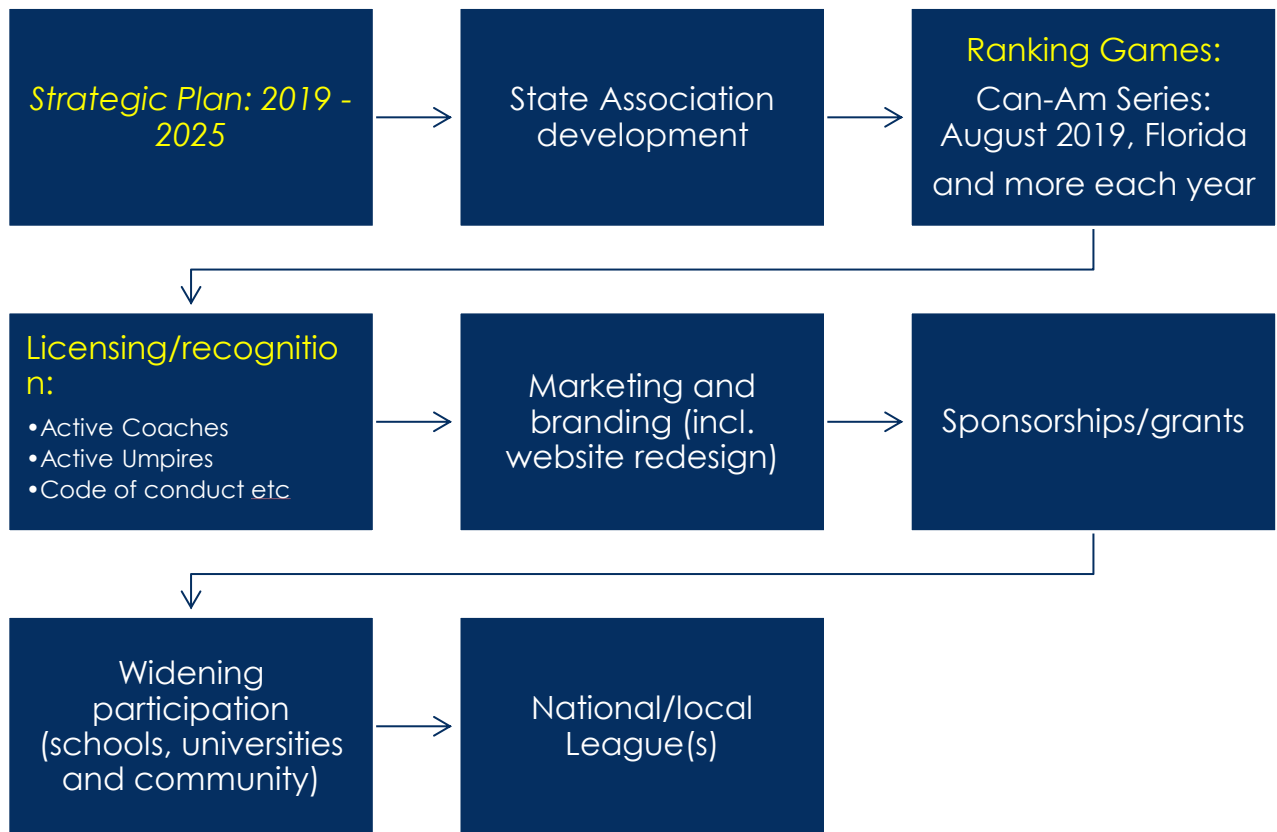 Strategic Plan: 2019 -
2025
State Association
development
Ranking Games:
Can-Am Series:
August 2019, Florida
and more each year
Licensing/recognitio
n:
•Active Coaches
•Active Umpires
•Code of conduct etc
Marketing and
branding (incl.
website redesign)
Sponsorships/grants
Widening
participation
(schools, universities
and community)
National/local
League(s)